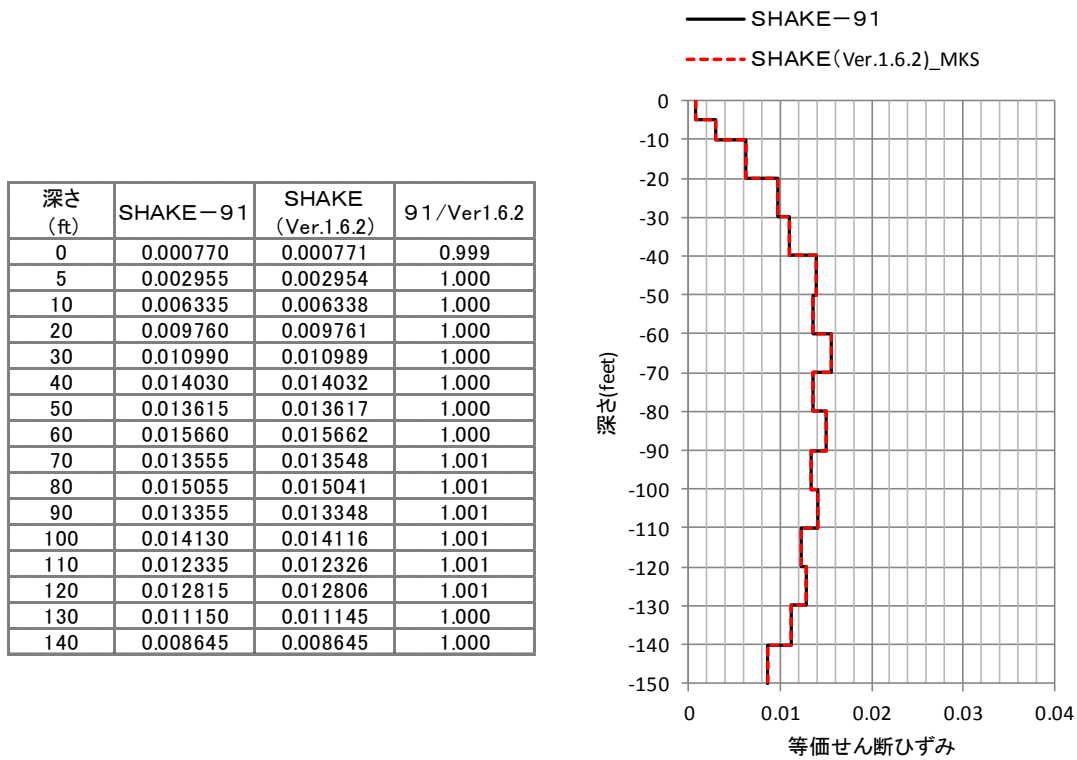 SHAKE-91
SHAKE(Ver.1.6.2)_MKS
深さ
(ft) SHAKE-91 SHAKE
(Ver.1.6.2) 91/Ver1.6.2
0 0.000770 0.000771 0.999
5 0.002955 0.002954 1.000
10 0.006335 0.006338 1.000
20 0.009760 0.009761 1.000
30 0.010990 0.010989 1.000
40 0.014030 0.014032 1.000
50 0.013615 0.013617 1.000
60 0.015660 0.015662 1.000
70 0.013555 0.013548 1.001
80 0.015055 0.015041 1.001
90 0.013355 0.013348 1.001
100 0.014130 0.014116 1.001
110 0.012335 0.012326 1.001
120 0.012815 0.012806 1.001
130 0.011150 0.011145 1.000
140 0.008645 0.008645 1.000
深さ(feet)
0
-10
-20
-30
-40
-50
-60
-70
-80
-90
-100
-110
-120
-130
-140
-150
0 0.01 0.02 0.03 0.04
等価せん断ひずみ